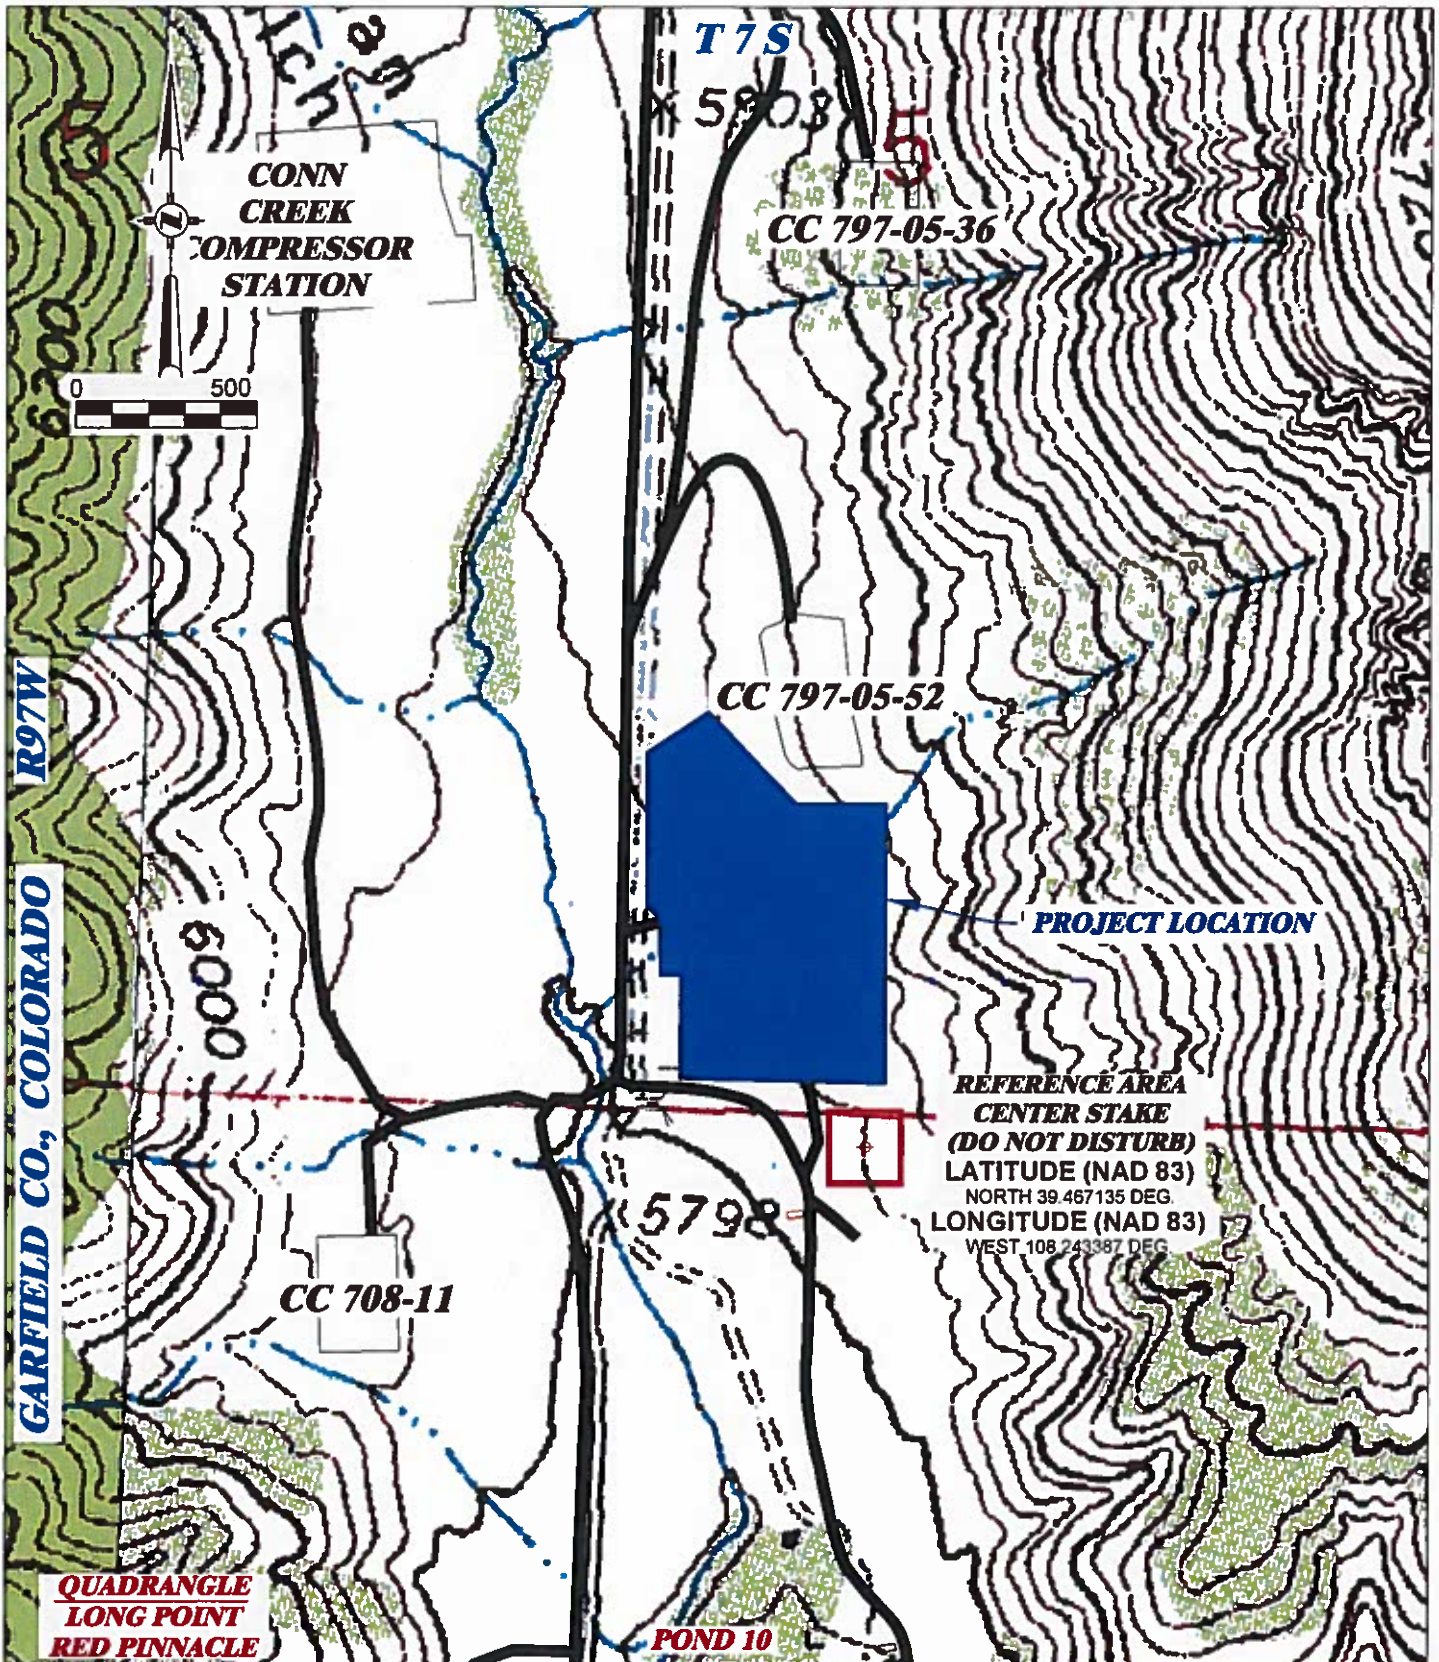 T 7 S
5903
5
CONN
CREEK
COMPRESSOR
STATION
CC 797-05-36
0 500
R97W
CC 797-05-52
PROJECT LOCATION
GARFIELD CO., COLORADO
6000
REFERENCE AREA
CENTER STAKE
(DO NOT DISTURB)
LATITUDE (NAD 83)
NORTH 39.467135 DEG.
LONGITUDE (NAD 83)
WEST 108.243387 DEG.
5798
CC 708-11
QUADRANGLE
LONG POINT
RED PINNACLE
POND 10